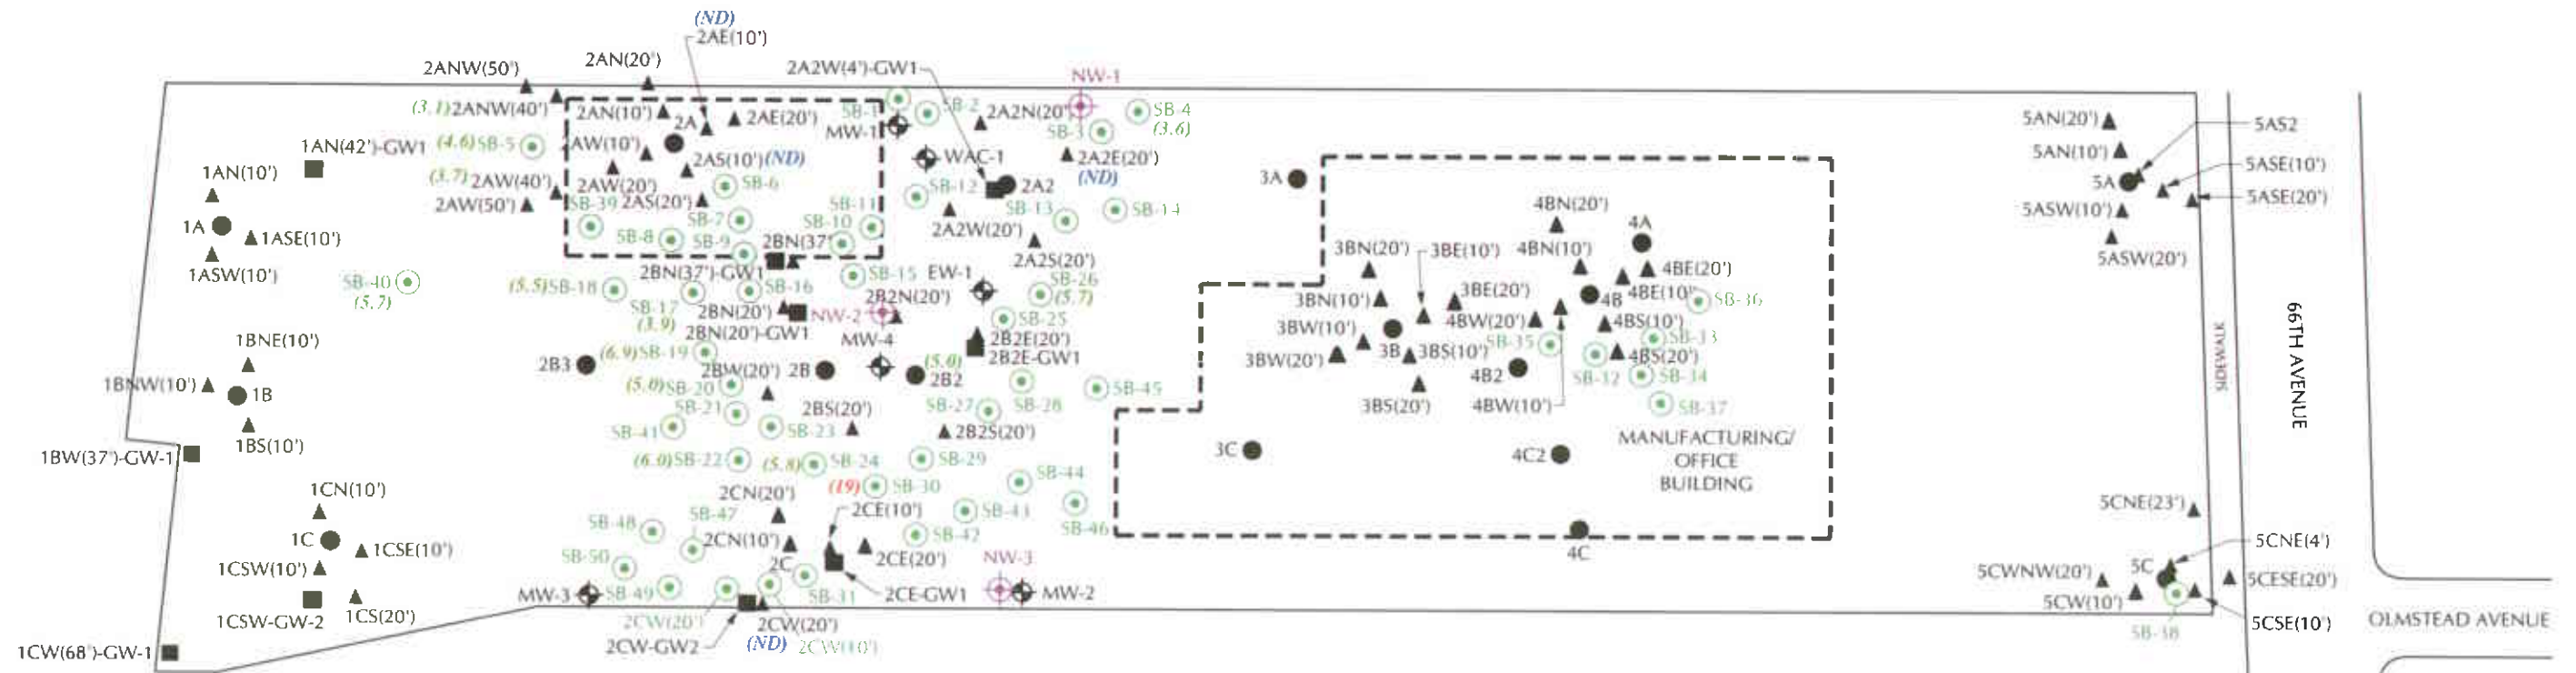 (ND)
2AE(10')
2ANW(50')
2AN(20')
2A2W(4')-GW1
NW-1
(3.1)
2ANW(40')
2AN(10')
2A
2AE(20')
SB-1
SB-2
2A2N(20')
SB-4
(3.6)
MW-1
SB-3
1AN(42')-GW1
(4.6)
SB-5
2AW(10')
2AS(10')
(ND)
WAC-1
2A2E(20')
(ND)
1AN(10')
(3.7)
2AW(40')
2AW(20')
SB-6
SB-12
2A2
2AW(50')
SB-39
2AS(20')
SB-7
SB-11
SB-10
SB-13
SB-14
1A
1ASE(10')
SB-8
SB-9
2BN(37'
2A2W(20')
1ASW(10')
2BN(37')-GW1
SB-15
EW-1
2A2S(20')
SB-40
(5.7)
(5.5)
SB-18
SB-16
2B2N(20')
SB-26
(5.7)
SB-17
(3.9)
2BN(20')
NW-2
2BN(20')-GW1
MW-4
SB-25
2B2E(20')
2B2E-GW1
1BNE(10')
2B3
(6.9)
SB-19
2BW(20')
2B
(5.0)
2B2
1BNW(10')
1B
(5.0)
SB-20
SB-45
SB-21
2BS(20')
SB-27
SB-28
1BS(10')
SB-41
SB-23
2B2S(20')
1BW(37')-GW-1
(6.0)
SB-22
(5.8)
SB-24
SB-29
SB-44
1CN(10')
2CN(20')
(19)
SB-30
SB-47
2CE(10')
SB-43
SB-46
SB-48
1C
1CSE(10')
2CN(10')
SB-42
2CE(20')
NW-3
SB-50
2C
1CSW(10')
MW-3
SB-49
SB-31
2CE-GW1
MW-2
1CSW-GW-2
1CS(20')
2CW(20')
2CW(20')
1CW(68')-GW-1
2CW-GW2
(ND)
2CW(10')
3A
4BN(20')
4A
3BN(20')
3BE(10')
4BN(10')
4BE(20')
3BN(10')
3BE(20')
4B
4BE(10'
SB-36
3BW(10')
4BW(20')
4BS(10')
SB-33
3BW(20')
3B
3BS(10')
SB-35
4BS(20')
4B2
SB-32
SB-34
3BS(20')
4BW(10')
SB-37
3C
4C2
MANUFACTURING/
OFFICE
BUILDING
4C
5AN(20')
5AS2
5AN(10')
5ASE(10')
5A
5ASE(20')
5ASW(10')
5ASW(20')
SIDEWALK
66TH AVENUE
5CNE(23')
5CNE(4')
5C
5CWNW(20')
5CESE(20')
5CW(10')
5CSE(10')
SB-38
OLMSTEAD AVENUE